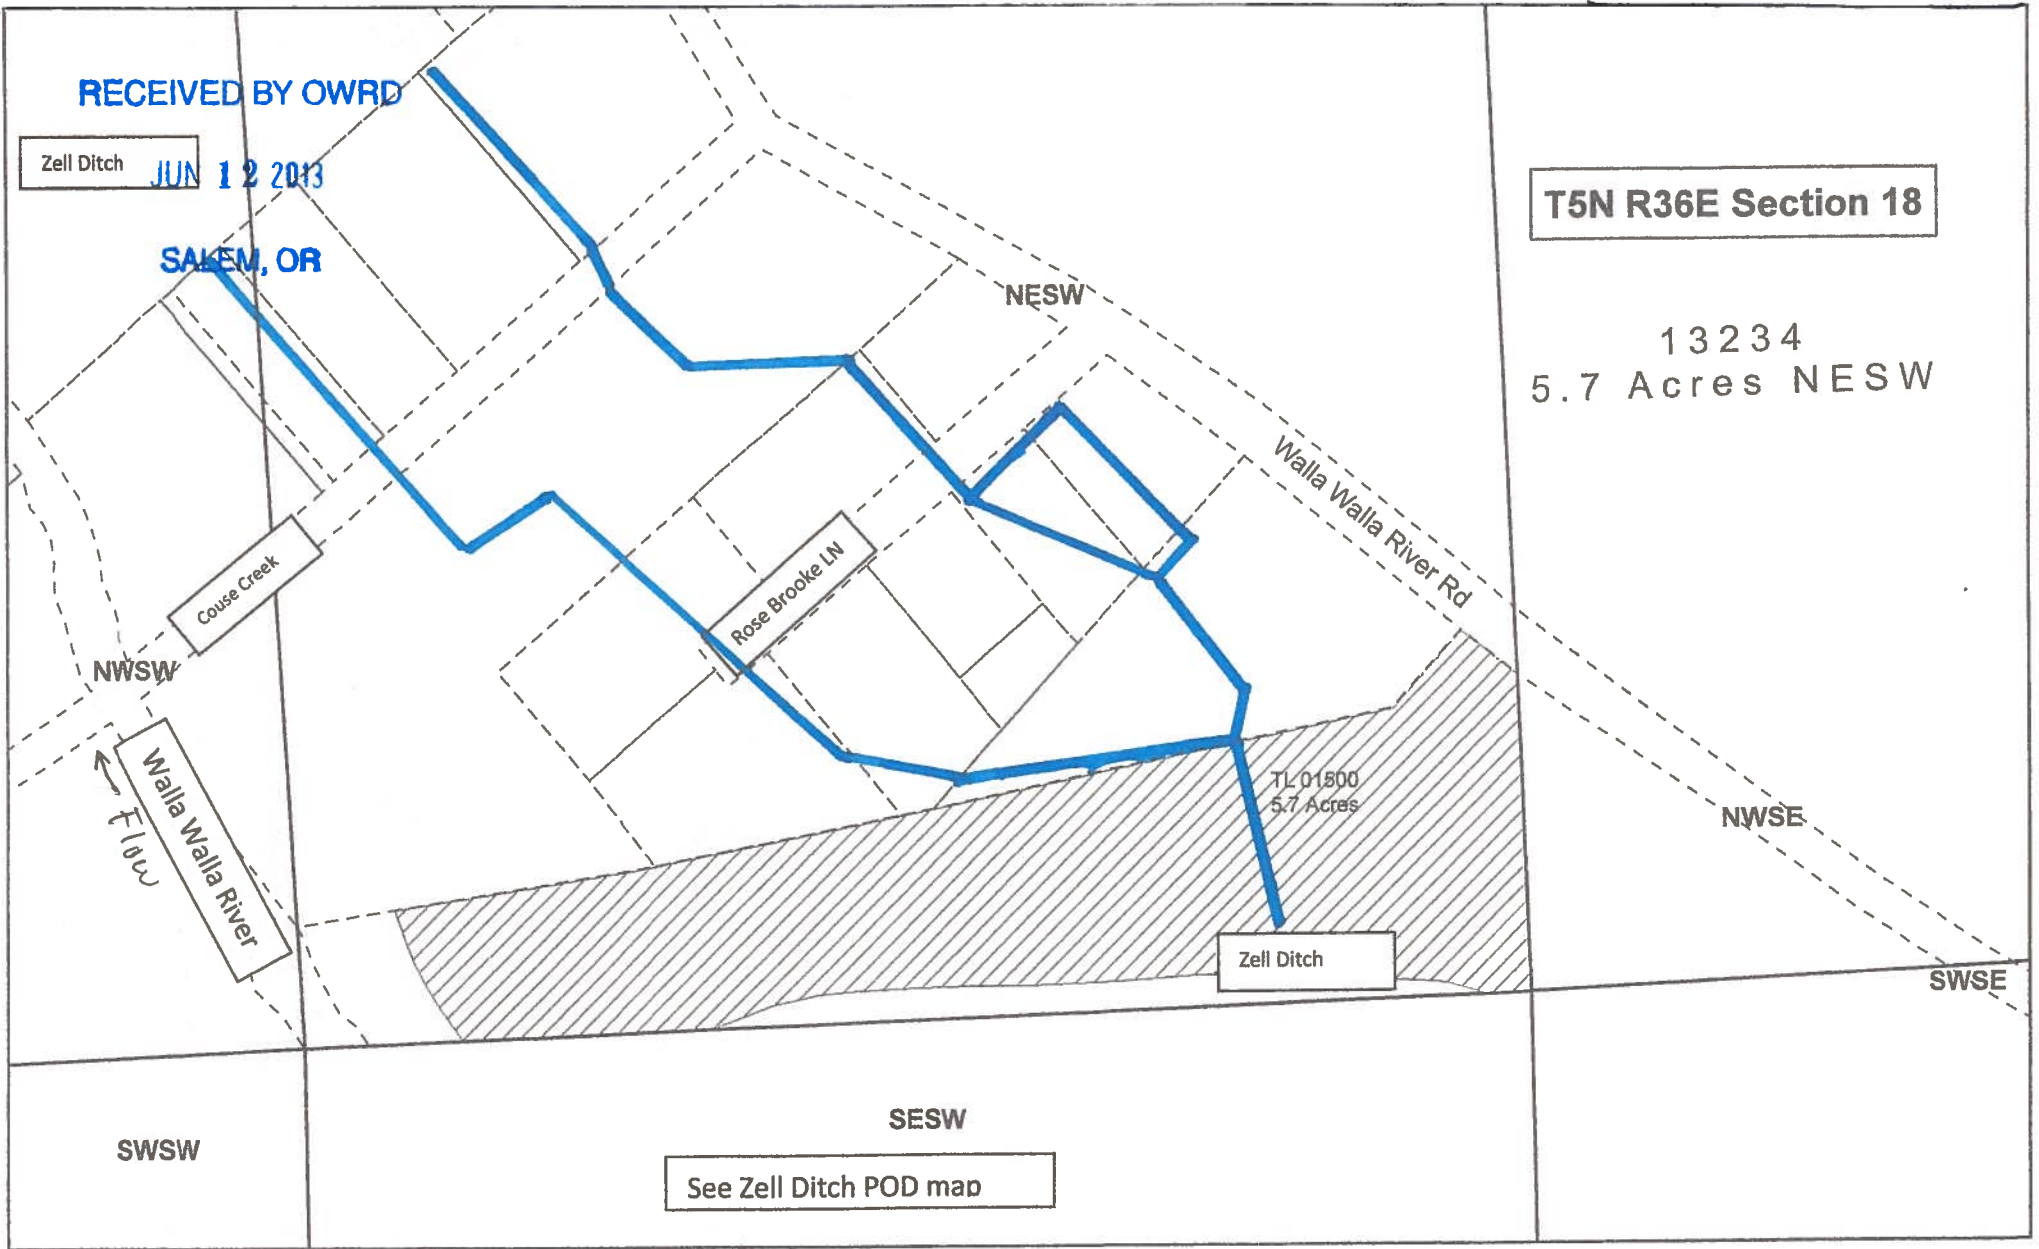 RECEIVED BY OWRD
Zell Ditch
JUN 12 2013
SALEM, OR
T5N R36E Section 18
NESW
13234
5.7 Acres NESW
Walla Walla River Rd
Couse Creek
Rose Brooke LN
NWSW
Walla Walla River
← Flow
TL 01500
5.7 Acres
NWSE
Zell Ditch
SWSE
SESW
SWSW
See Zell Ditch POD map